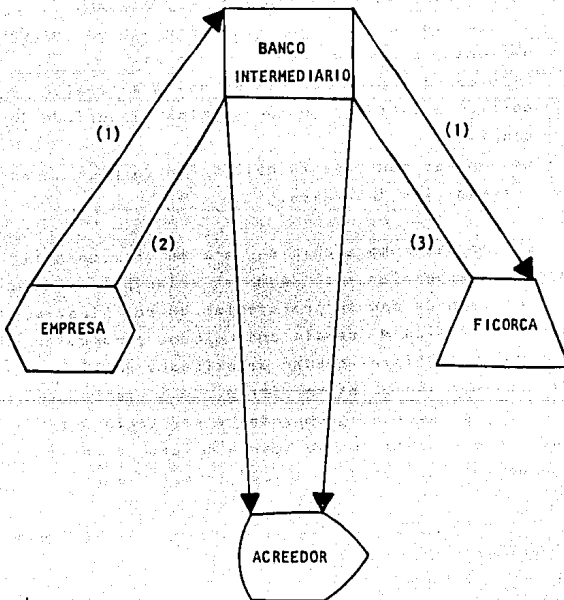 BANCO
INTERMEDIARIO
(1)
(1)
(2)
(3)
EMPRESA
FICORCA
ACREEDOR